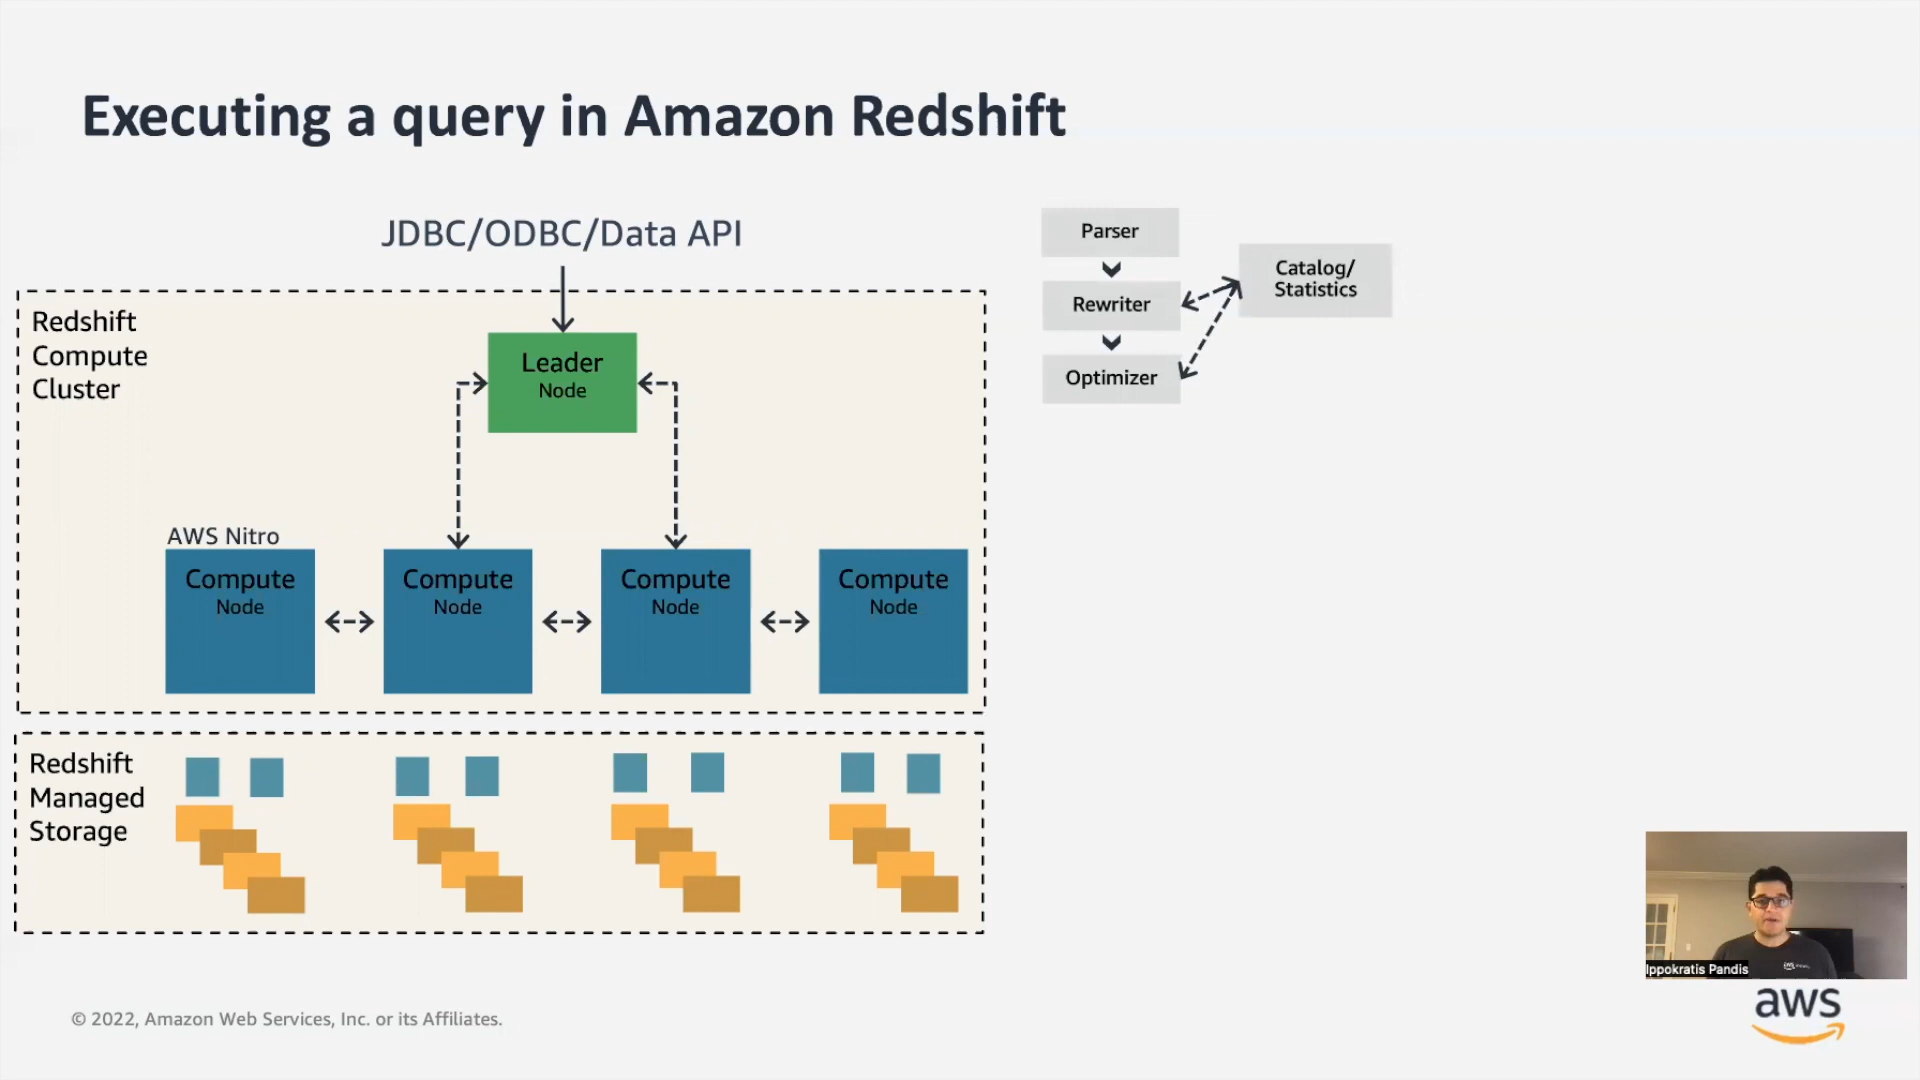 Executing a query in Amazon Redshift
JDBC/ODBC/Data API
Redshift
Compute
Cluster
Leader
Node
AWS Nitro
Compute
Node
Compute
Node
Compute
Node
Compute
Node
Redshift
Managed
Storage
Parser
Rewriter
Optimizer
Catalog/
Statistics
Ippokratis Pandis
aws
© 2022, Amazon Web Services, Inc. or its Affiliates.